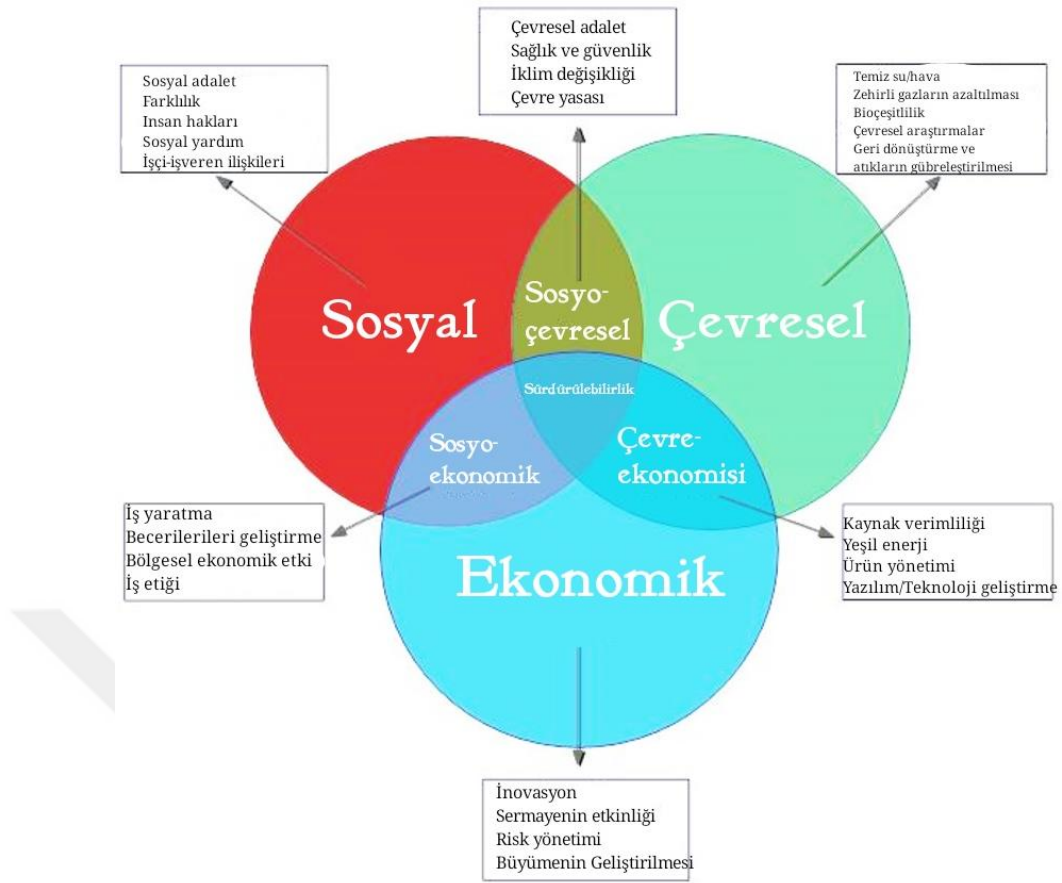 Çevresel adalet
Sağlık ve güvenlik
İklim değişikliği
Çevre yasası
Sosyal adalet
Farklılık
Insan hakları
Sosyal yardım
İşçi-işveren ilişkileri
Temiz su/hava
Zehirli gazların azaltılması
Bioçeşitlilik
Çevresel araştırmalar
Geri dönüştürme ve
atıkların gübreleştirilmesi
Sosyal
Sosyo-
çevresel
Çevresel
Sürdürülebilirlik
Sosyo-
ekonomik
Çevre-
ekonomisi
İş yaratma
Becerilerileri geliştirme
Bölgesel ekonomik etki
İş etiği
Kaynak verimliliği
Yeşil enerji
Ürün yönetimi
Yazılım/Teknoloji geliştirme
Ekonomik
İnovasyon
Sermayenin etkinliği
Risk yönetimi
Büyümenin Geliştirilmesi